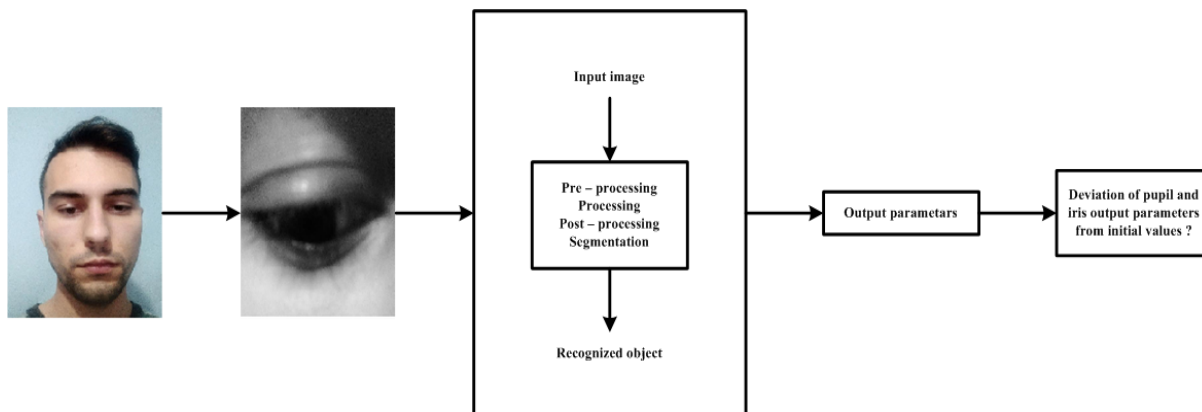 Input image
Pre – processing
Processing
Post – processing
Segmentation
Recognized object
Output parametars
Deviation of pupil and
iris output parameters
from initial values ?